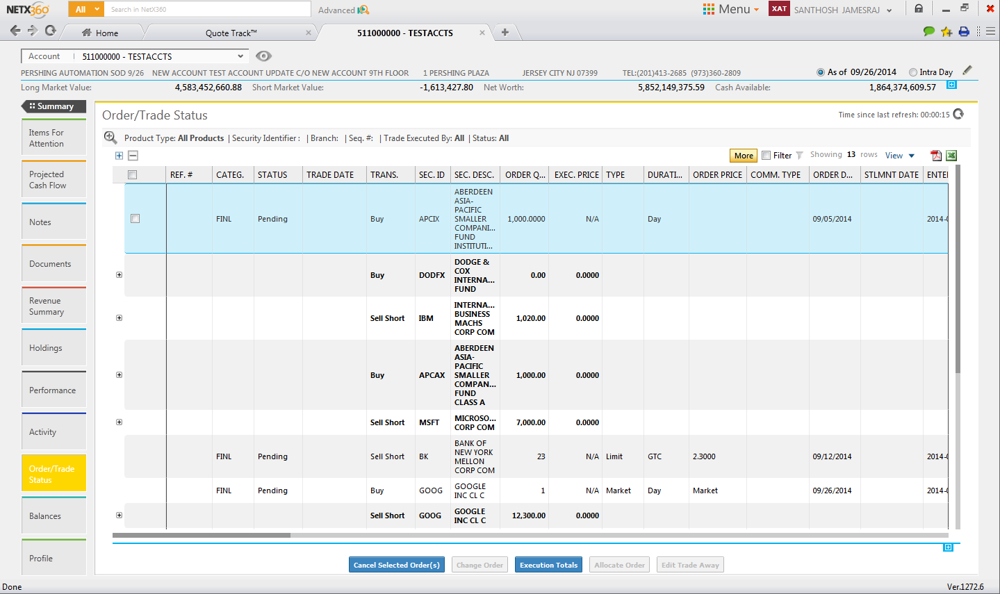 NETX360° All Search in NetX360 Advanced Menu XAT SANTHOSH JAMESRAJ
Home Quote Track™ 511000000 - TESTACCTS
Account 511000000 - TESTACCTS
PERSHING AUTOMATION SOD 9/26 NEW ACCOUNT TEST ACCOUNT UPDATE C/O NEW ACCOUNT 9TH FLOOR 1 PERSHING PLAZA JERSEY CITY NJ 07399 TEL:(201)413-2685 (973)360-2809 As of 09/26/2014 Intra Day
Long Market Value: 4,583,452,660.88 Short Market Value: -1,613,427.80 Net Worth: 5,852,149,375.59 Cash Available: 1,864,374,609.57
Summary
Items For
Attention
Projected
Cash Flow
Notes
Documents
Revenue
Summary
Holdings
Performance
Activity
Order/Trade
Status
Balances
Profile
Order/Trade Status Time since last refresh: 00:00:15
Product Type: All Products | Security Identifier : | Branch: | Seq. #: | Trade Executed By: All | Status: All
More Filter Showing 13 rows View
REF. # CATEG. STATUS TRADE DATE TRANS. SEC. ID SEC. DESC. ORDER Q... EXEC. PRICE TYPE DURATI... ORDER PRICE COMM. TYPE ORDER D... STLMNT DATE ENTE
ABERDEEN
ASIA-
PACIFIC
FINL Pending Buy APCIX SMALLER 1,000.0000 N/A Day 09/05/2014 2014-0
COMPANI...
FUND
INSTITUTI...
DODGE &
Buy DODFX COX 0.00 0.0000
INTERNA...
FUND
INTERNA...
Sell Short IBM BUSINESS 1,020.00 0.0000
MACHS
CORP COM
ABERDEEN
ASIA-
PACIFIC
Buy APCAX SMALLER 1,000.00 0.0000
COMPAN...
FUND
CLASS A
Sell Short MSFT MICROSO... 7,000.00 0.0000
CORP COM
BANK OF
FINL Pending Sell Short BK NEW YORK 23 N/A Limit GTC 2.3000 09/12/2014 2014-0
MELLON
CORP COM
FINL Pending Buy GOOG GOOGLE 1 N/A Market Day Market 09/26/2014 2014-0
INC CL C
Sell Short GOOG GOOGLE 12,300.00 0.0000
INC CL C
Cancel Selected Order(s) Change Order Execution Totals Allocate Order Edit Trade Away
Done Ver.1272.6